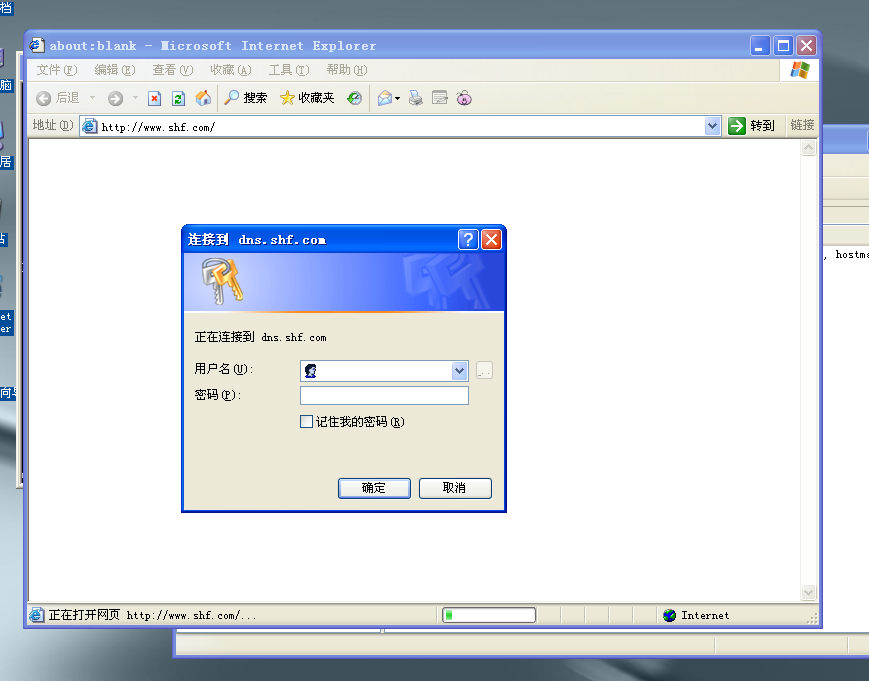 档
about:blank - Microsoft Internet Explorer
文件(F) 编辑(E) 查看(V) 收藏(A) 工具(T) 帮助(H)
脑
后退 搜索 收藏夹
地址(D) http://www.shf.com/ 转到 链接
居
连接到 dns.shf.com
站
, hostma
et
er
正在连接到 dns.shf.com
用户名(U):
密码(P):
向导
记住我的密码(R)
确定 取消
正在打开网页 http://www.shf.com/... Internet